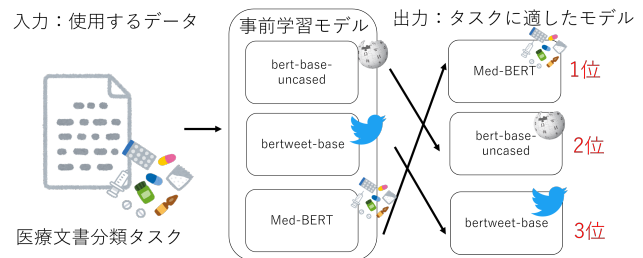 入力：使用するデータ
医療文書分類タスク
事前学習モデル
bert-base-
uncased
bertweet-base
Med-BERT
出力：タスクに適したモデル
Med-BERT
1位
bert-base-
uncased
2位
bertweet-base
3位